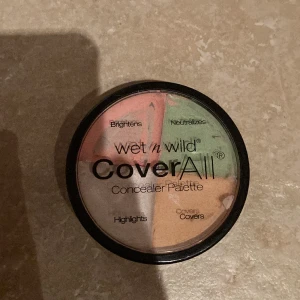 Brightens
Neutralizes
wet n wild
CoverAll®
Concealer Palette
Highlights
Covers